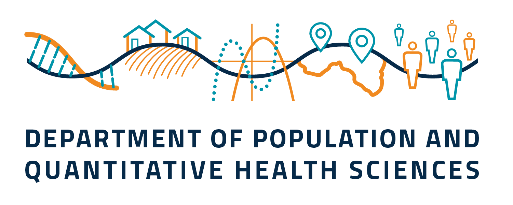 DEPARTMENT OF POPULATION AND
QUANTITATIVE HEALTH SCIENCES